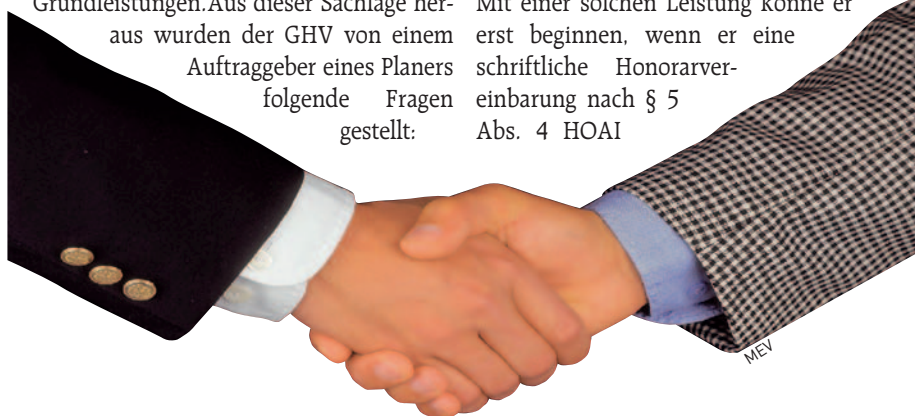 Grundleistungen.Aus dieser Sachlage her-
aus wurden der GHV von einem
Auftraggeber eines Planers
folgende Fragen
gestellt:
Mit einer solchen Leistung könne er
erst beginnen, wenn er eine
schriftliche Honorarver-
einbarung nach § 5
Abs. 4 HOAI
MEV